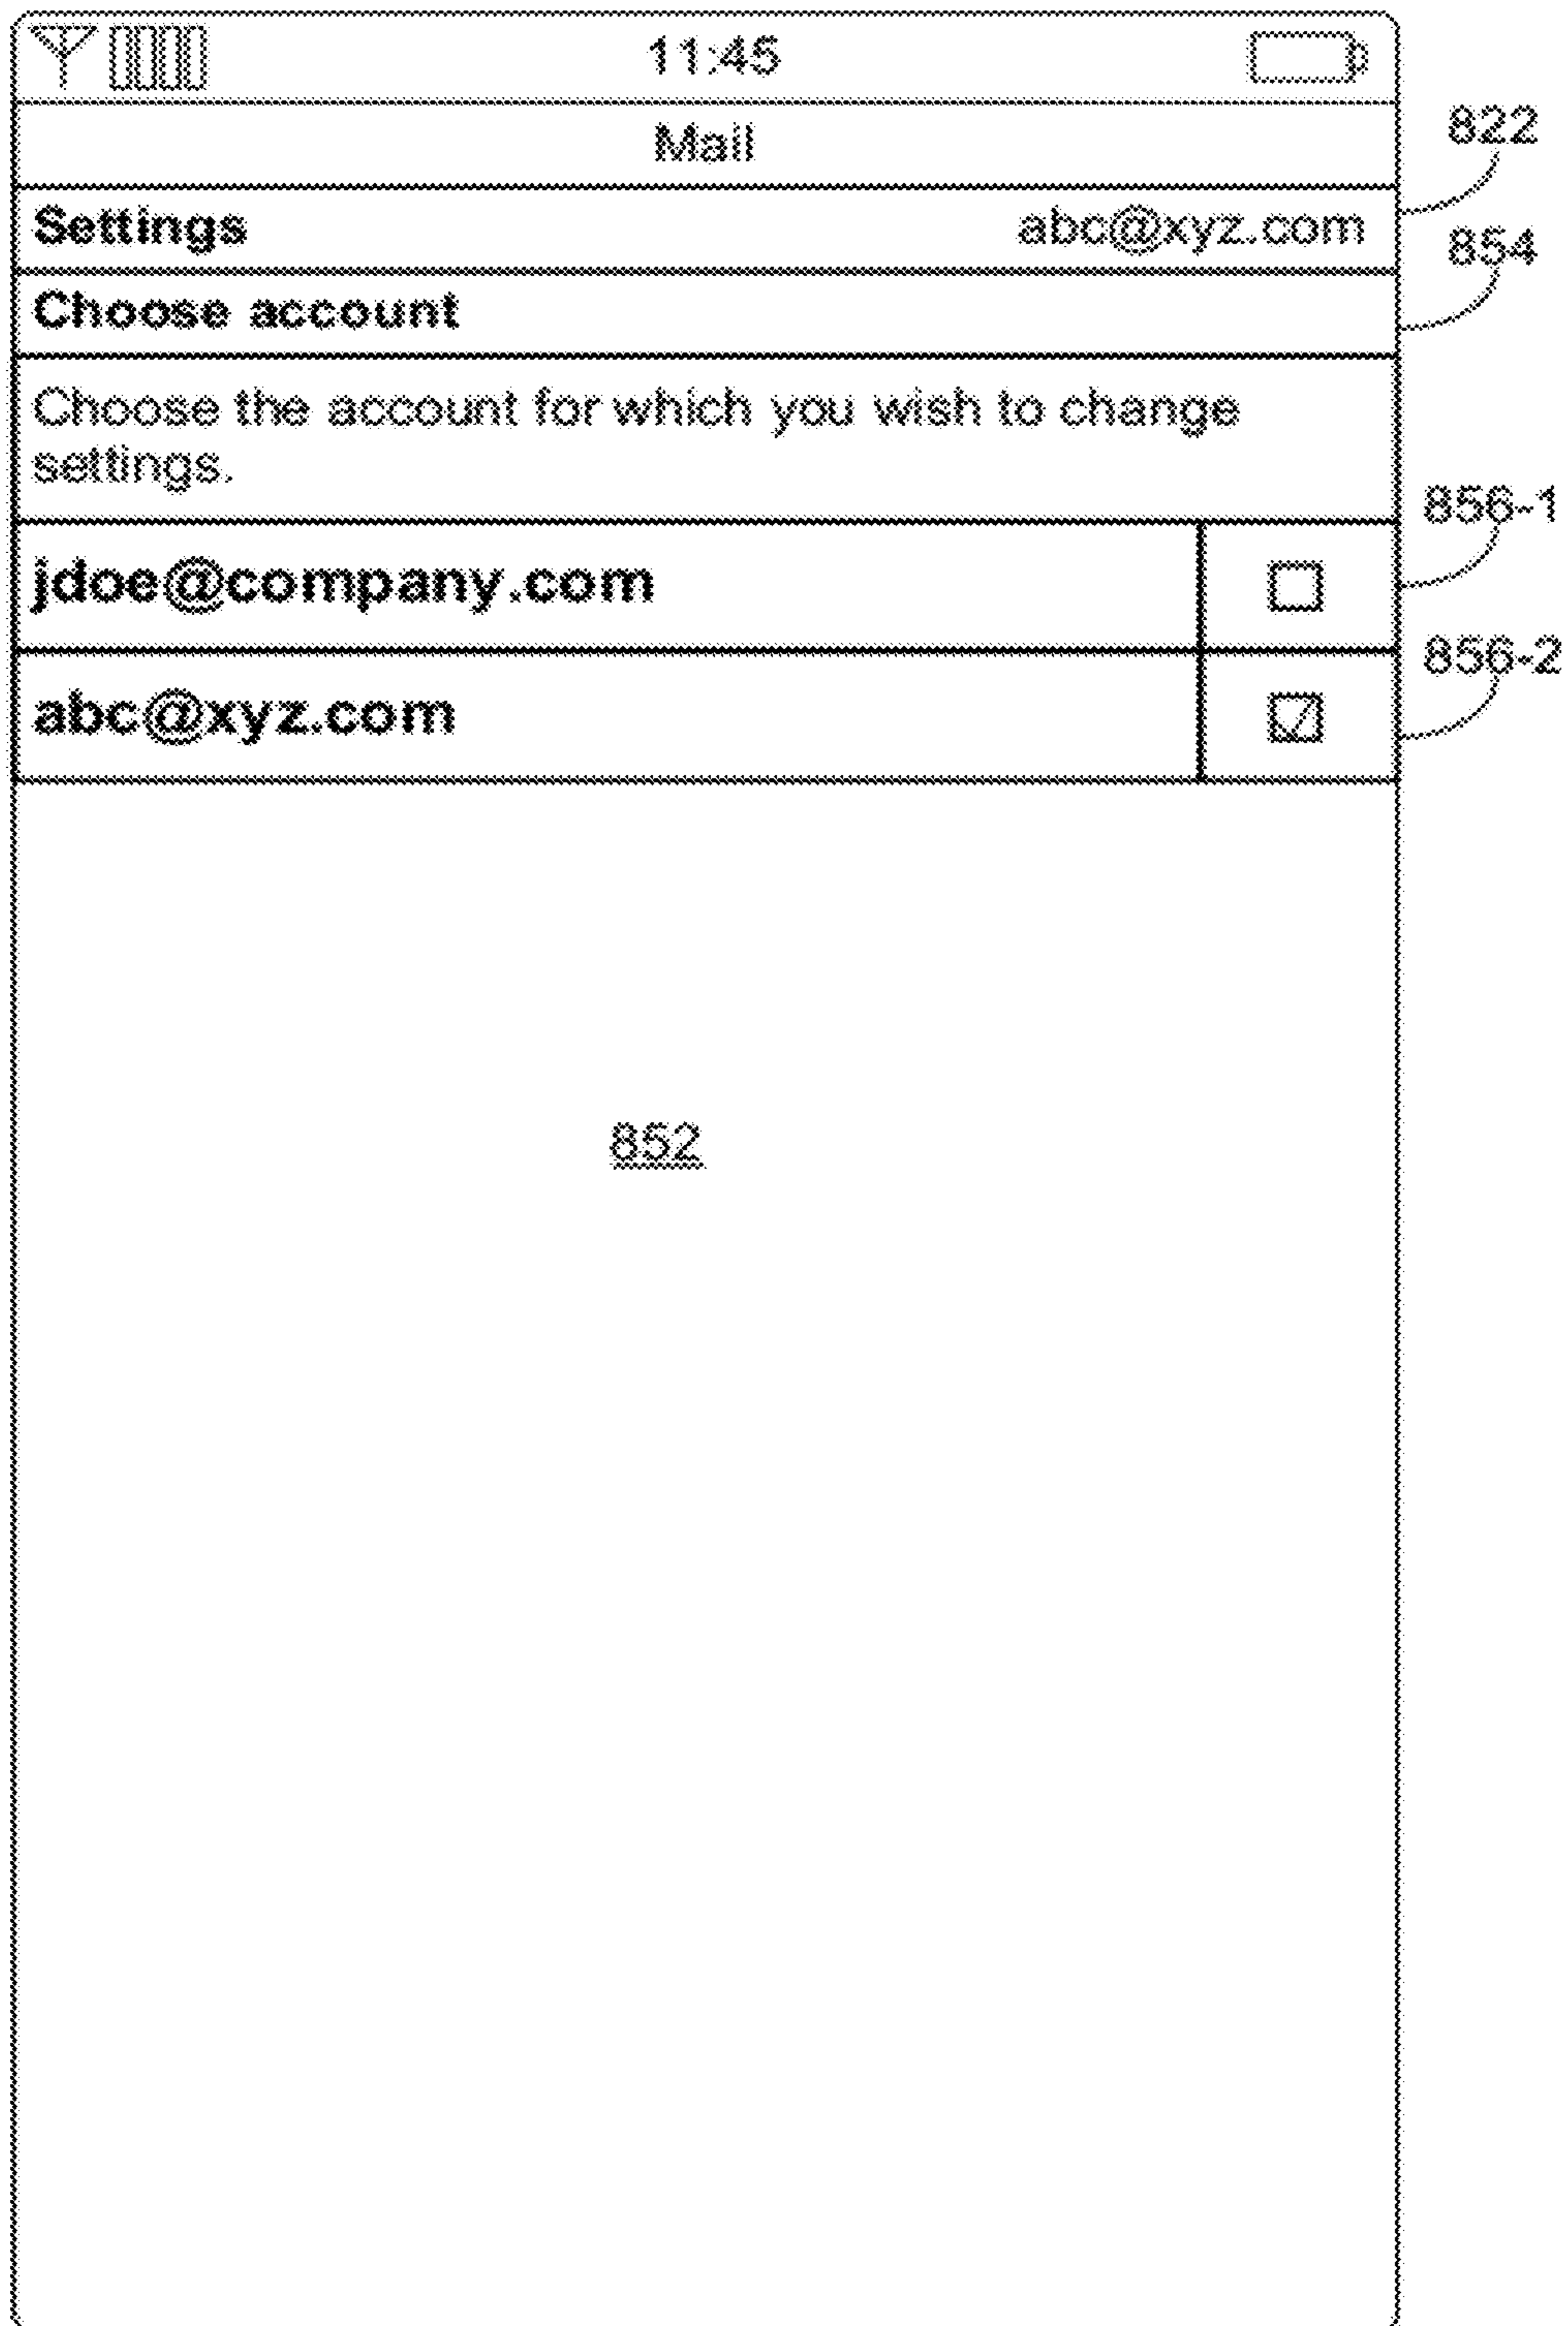 11:45
Mail
822
Settings abc@xyz.com
854
Choose account
Choose the account for which you wish to change
settings.
856-1
jdoe@company.com
856-2
abc@xyz.com
852